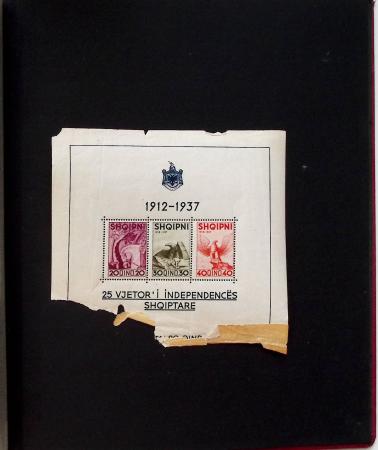 1912-1937
SHQIPNI SHQIPNI SHQIPNI
20 QIND. 20 30 QIND. 30 40 QIND. 40
25 VJETOR'I INDEPENDENCËS
SHQIPTARE